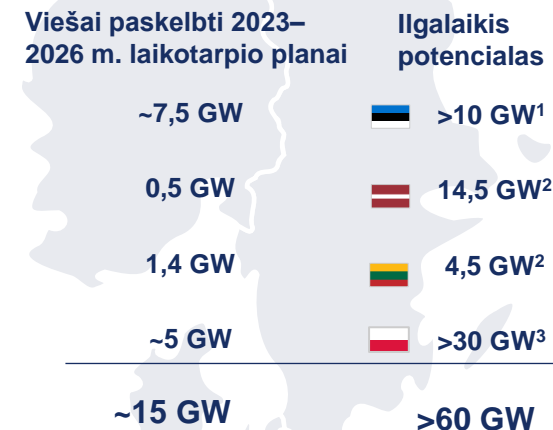 Viešai paskelbti 2023–
2026 m. laikotarpio planai
Ilgalaikis
potencialas
~7,5 GW >10 GW¹
0,5 GW 14,5 GW²
1,4 GW 4,5 GW²
~5 GW >30 GW³
~15 GW >60 GW